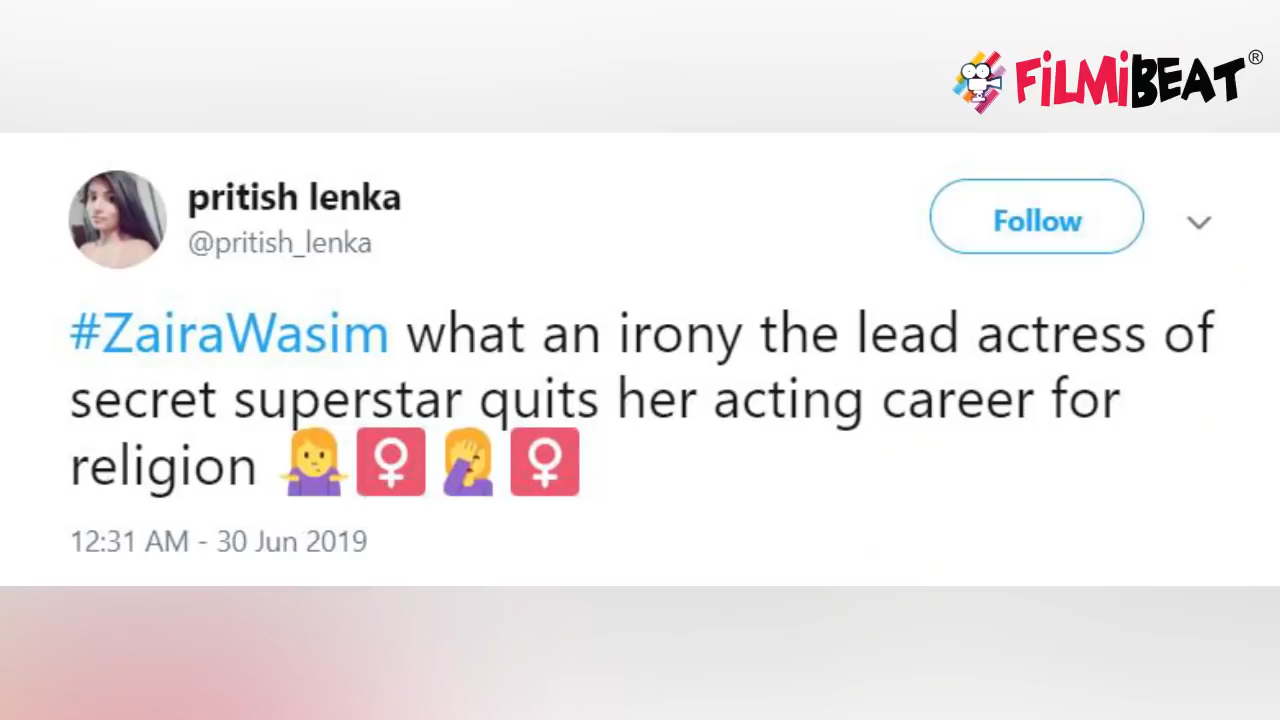 FiLMiBEAT®
pritish lenka
@pritish_lenka
Follow
#ZairaWasim what an irony the lead actress of
secret superstar quits her acting career for
religion 🤷♀🤦♀
12:31 AM - 30 Jun 2019